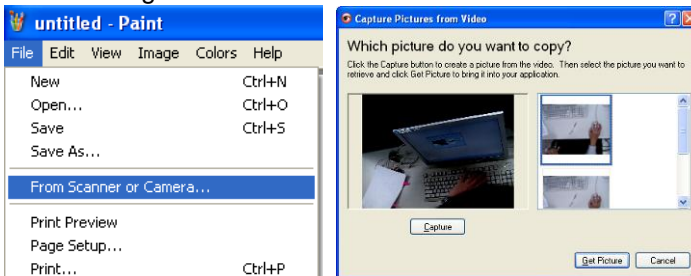 untitled - Paint
File Edit View Image Colors Help
New Ctrl+N
Open... Ctrl+O
Save Ctrl+S
Save As...
From Scanner or Camera...
Print Preview
Page Setup...
Print... Ctrl+P
Capture Pictures from Video
Which picture do you want to copy?
Click the Capture button to create a picture from the video. Then select the picture you want to
retrieve and click Get Picture to bring it into your application.
Capture
Get Picture Cancel